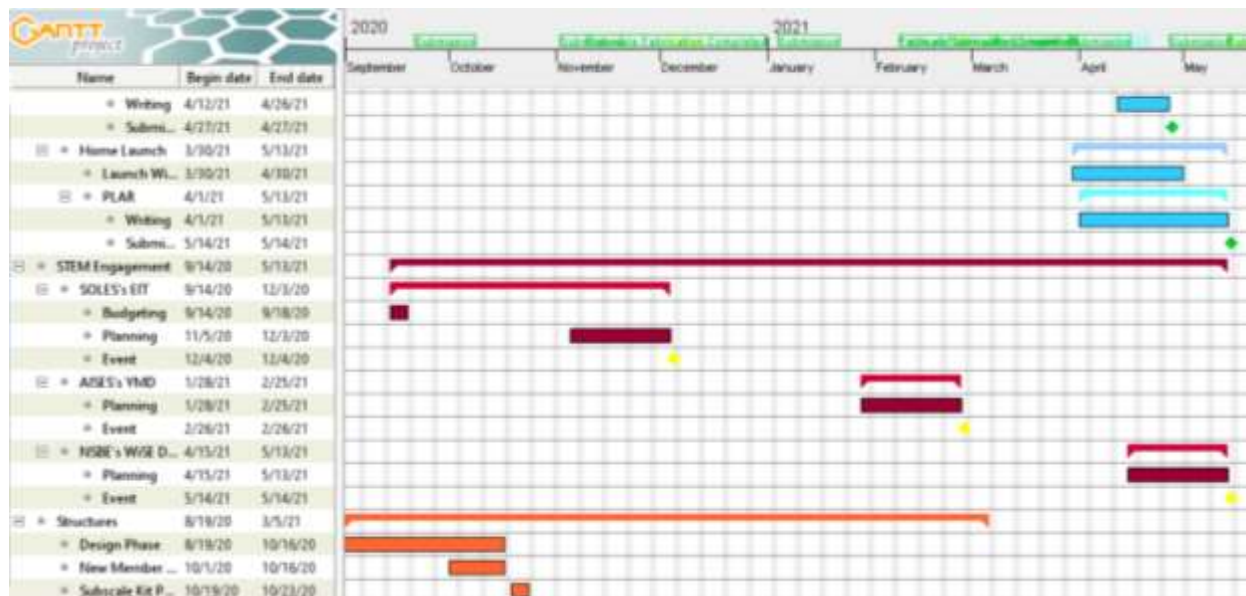 GANTT
project
2020
2021
Name Begin date End date
September October November December January February March April May
Writing 4/12/21 4/26/21
Submi... 4/27/21 4/27/21
Home Launch 3/30/21 5/13/21
Launch Wi... 3/30/21 4/30/21
PLAR 4/1/21 5/13/21
Writing 4/1/21 5/13/21
Submi... 5/14/21 5/14/21
STEM Engagement 9/14/20 5/13/21
SOLES's EIT 9/14/20 12/3/20
Budgeting 9/14/20 9/18/20
Planning 11/5/20 12/3/20
Event 12/4/20 12/4/20
AISES's YMD 1/28/21 2/25/21
Planning 1/28/21 2/25/21
Event 2/26/21 2/26/21
NSBE's WiSE D... 4/15/21 5/13/21
Planning 4/15/21 5/13/21
Event 5/14/21 5/14/21
Structures 8/19/20 3/5/21
Design Phase 8/19/20 10/16/20
New Member ... 10/1/20 10/16/20
Subscale Kit P... 10/19/20 10/23/20